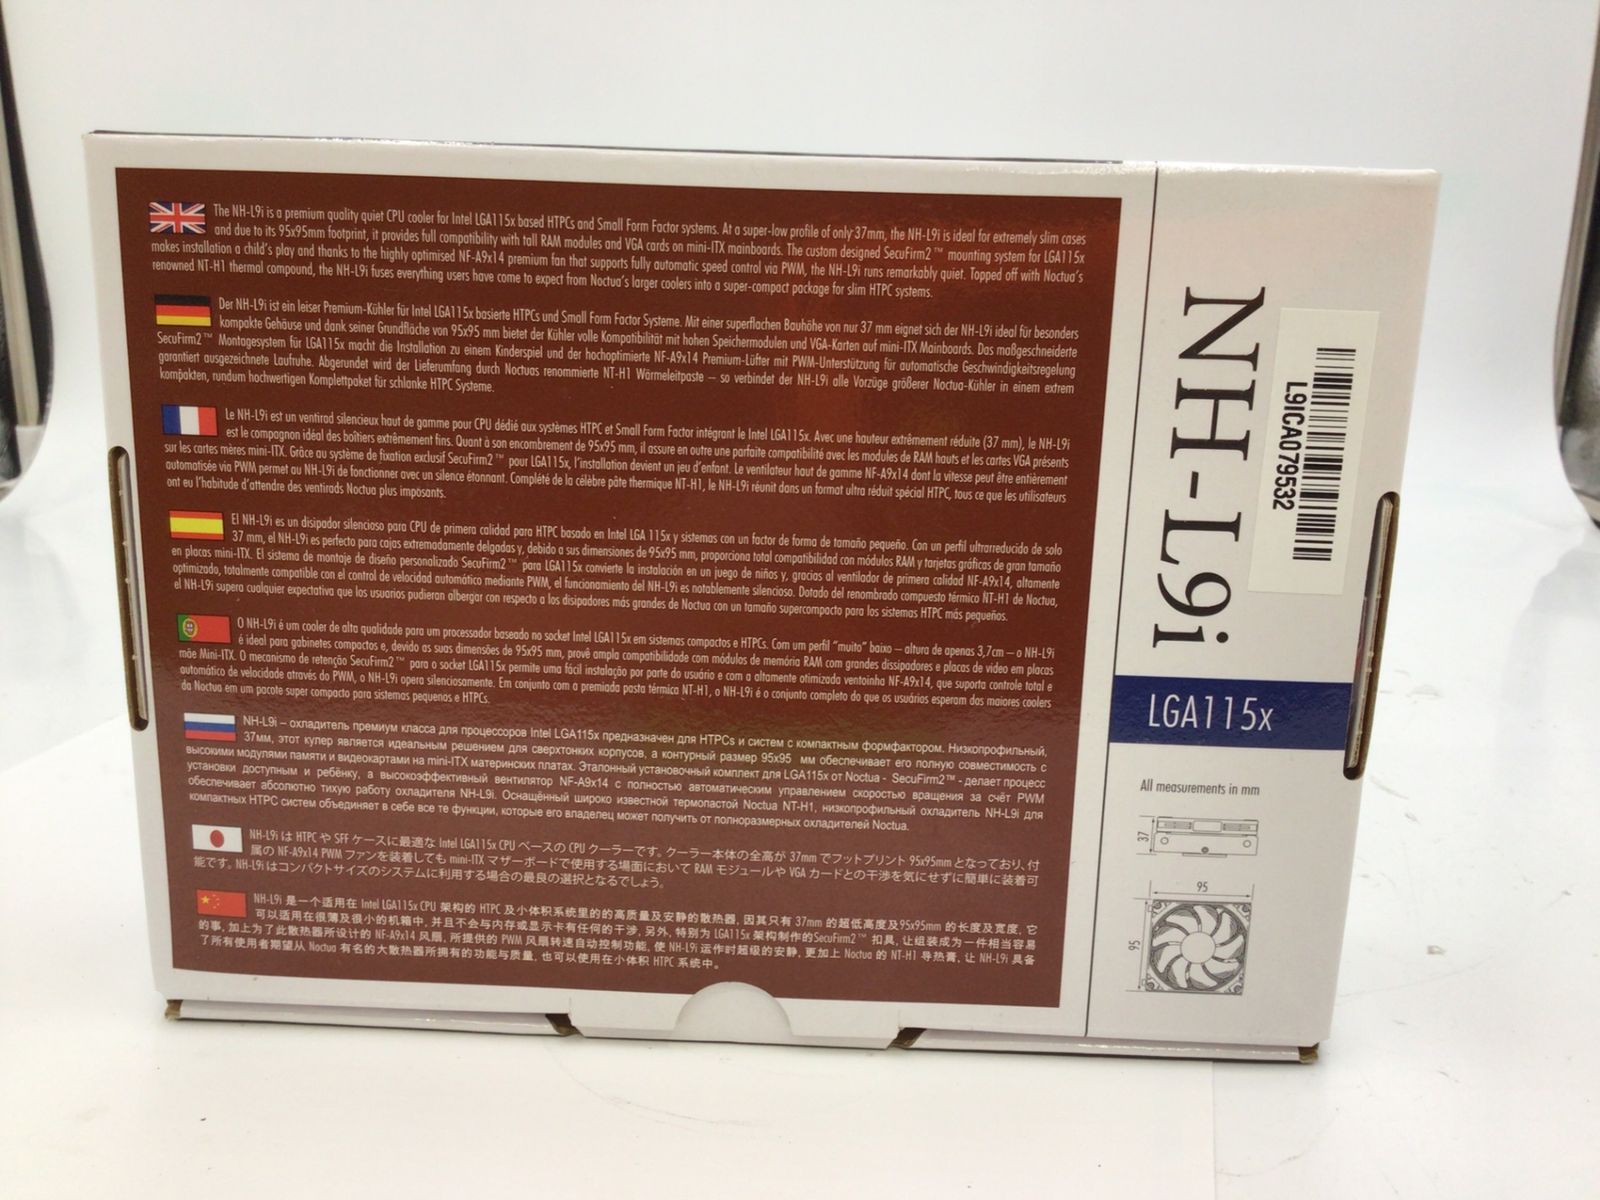 The NH-L9i is a premium quality quiet CPU cooler for Intel LGA115x based HTPCs and Small Form Factor systems. At a super-low profile of only 37mm, the NH-L9i is ideal for extremely slim cases
and due to its 95x95mm footprint, it provides full compatibility with tall RAM modules and VGA cards on mini-ITX mainboards. The custom designed SecuFirm2™ mounting system for LGA115x
makes installation a child's play and thanks to the highly optimised NF-A9x14 premium fan that supports fully automatic speed control via PWM, the NH-L9i runs remarkably quiet. Topped off with Noctua's
renowned NT-H1 thermal compound, the NH-L9i fuses everything users have come to expect from Noctua's larger coolers into a super-compact package for slim HTPC systems.
Der NH-L9i ist ein leiser Premium-Kühler für Intel LGA115x basierte HTPCs und Small Form Factor Systeme. Mit einer superflachen Bauhöhe von nur 37 mm eignet sich der NH-L9i ideal für besonders
kompakte Gehäuse und dank seiner Grundfläche von 95x95 mm bietet der Kühler volle Kompatibilität mit hohen Speichermodulen und VGA-Karten auf mini-ITX Mainboards. Das maßgeschneiderte
SecuFirm2™ Montagesystem für LGA115x macht die Installation zu einem Kinderspiel und der hochoptimierte NF-A9x14 Premium-Lüfter mit PWM-Unterstützung für automatische Geschwindigkeitsregelung
garantiert ausgezeichnete Laufruhe. Abgerundet wird der Lieferumfang durch Noctuas renommierte NT-H1 Wärmeleitpaste – so verbindet der NH-L9i alle Vorzüge größerer Noctua-Kühler in einem extrem
kompakten, rundum hochwertigen Komplettpaket für schlanke HTPC Systeme.
Le NH-L9i est un ventirad silencieux haut de gamme pour CPU dédié aux systèmes HTPC et Small Form Factor intégrant le Intel LGA115x. Avec une hauteur extrêmement réduite (37 mm), le NH-L9i
est le compagnon idéal des boîtiers extrêmement fins. Quant à son encombrement de 95x95 mm, il assure en outre une parfaite compatibilité avec les modules de RAM hauts et les cartes VGA présents
sur les cartes mères mini-ITX. Grâce au système de fixation exclusif SecuFirm2™ pour LGA115x, l'installation devient un jeu d'enfant. Le ventilateur haut de gamme NF-A9x14 dont la vitesse peut être entièrement
automatisée via PWM permet au NH-L9i de fonctionner avec un silence étonnant. Complété de la célèbre pâte thermique NT-H1, le NH-L9i réunit dans un format ultra réduit spécial HTPC, tous ce que les utilisateurs
ont eu l'habitude d'attendre des ventirads Noctua plus imposants.
El NH-L9i es un disipador silencioso para CPU de primera calidad para HTPC basado en Intel LGA 115x y sistemas con un factor de forma de tamaño pequeño. Con un perfil ultrarreducido de solo
37 mm, el NH-L9i es perfecto para cajas extremadamente delgadas y, debido a sus dimensiones de 95x95 mm, proporciona total compatibilidad con módulos RAM y tarjetas gráficas de gran tamaño
en placas mini-ITX. El sistema de montaje de diseño personalizado SecuFirm2™ para LGA115x convierte la instalación en un juego de niños y, gracias al ventilador de primera calidad NF-A9x14, altamente
optimizado, totalmente compatible con el control de velocidad automático mediante PWM, el funcionamiento del NH-L9i es notablemente silencioso. Dotado del renombrado compuesto térmico NT-H1 de Noctua,
el NH-L9i supera cualquier expectativa que los usuarios pudieran albergar con respecto a los disipadores más grandes de Noctua con un tamaño supercompacto para los sistemas HTPC más pequeños.
O NH-L9i é um cooler de alta qualidade para um processador baseado no socket Intel LGA115x em sistemas compactos e HTPCs. Com um perfil "muito" baixo – altura de apenas 3,7cm – o NH-L9i
é ideal para gabinetes compactos e, devido as suas dimensões de 95x95 mm, provê ampla compatibilidade com módulos de memória RAM com grandes dissipadores e placas de vídeo em placas
mãe Mini-ITX. O mecanismo de retenção SecuFirm2™ para o socket LGA115x permite uma fácil instalação por parte do usuário e com a altamente otimizada ventoinha NF-A9x14, que suporta controle total e
automático de velocidade através do PWM, o NH-L9i opera silenciosamente. Em conjunto com a premiada pasta térmica NT-H1, o NH-L9i é o conjunto completo do que os usuários esperam das maiores coolers
da Noctua em um pacote super compacto para sistemas pequenos e HTPCs.
NH-L9i – охладитель премиум класса для процессоров Intel LGA115x предназначен для HTPCs и систем с компактным формфактором. Низкопрофильный,
37мм, этот кулер является идеальным решением для сверхтонких корпусов, а контурный размер 95x95 мм обеспечивает его полную совместимость с
высокими модулями памяти и видеокартами на mini-ITX материнских платах. Эталонный установочный комплект для LGA115x от Noctua - SecuFirm2™ - делает процесс
установки доступным и ребёнку, а высокоэффективный вентилятор NF-A9x14 с полностью автоматическим управлением скоростью вращения за счёт PWM
обеспечивает абсолютно тихую работу охладителя NH-L9i. Оснащённый широко известной термопастой Noctua NT-H1, низкопрофильный охладитель NH-L9i для
компактных HTPC систем объединяет в себе все те функции, которые его владелец может получить от полноразмерных охладителей Noctua.
NH-L9i は HTPC や SFF ケースに最適な Intel LGA115x CPU ベースの CPU クーラーです。クーラー本体の全高が 37mm でフットプリント 95x95mm となっており、付
属の NF-A9x14 PWM ファンを装着しても mini-ITX マザーボードで使用する場面において RAM モジュールや VGA カードとの干渉を気にせずに簡単に装着可
能です。NH-L9i はコンパクトサイズのシステムに利用する場合の最良の選択となるでしょう。
NH-L9i 是一个适用在 Intel LGA115x CPU 架构的 HTPC 及小体积系统里的的高质量及安静的散热器, 因其只有 37mm 的超低高度及95x95mm 的长度及宽度, 它
可以适用在很薄及很小的机箱中, 并且不会与内存或显示卡有任何的干涉, 另外, 特别为 LGA115x 架构制作的SecuFirm2™ 扣具, 让组装成为一件相当容易
的事, 加上为了此散热器所设计的 NF-A9x14 风扇, 所提供的 PWM 风扇转速自动控制功能, 使 NH-L9i 运作时超级的安静, 更加上 Noctua 的 NT-H1 导热膏, 让 NH-L9i 具备
了所有使用者期望从 Noctua 有名的大散热器所拥有的功能与质量, 也可以使用在小体积 HTPC 系统中。
NH-L9i
L9ICA079532
LGA115x
All measurements in mm
37
95
95